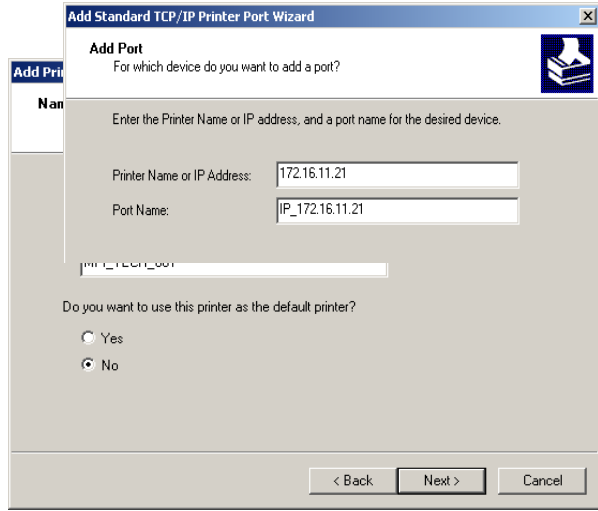 Add Standard TCP/IP Printer Port Wizard
Add Port
For which device do you want to add a port?
Add Pri
Nam
Enter the Printer Name or IP address, and a port name for the desired device.
Printer Name or IP Address: 172.16.11.21
Port Name: IP_172.16.11.21
Do you want to use this printer as the default printer?
Yes
No
< Back Next > Cancel